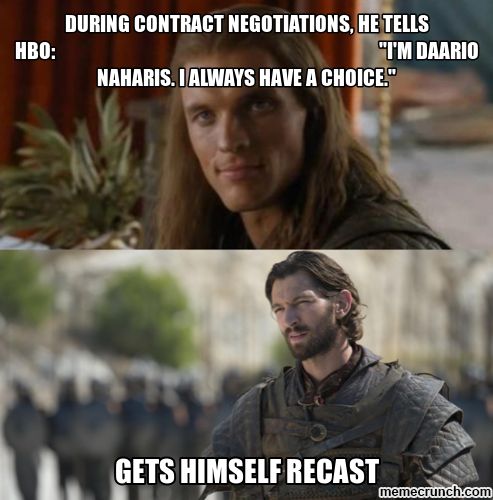 DURING CONTRACT NEGOTIATIONS, HE TELLS
HBO: "I'M DAARIO
NAHARIS. I ALWAYS HAVE A CHOICE."
GETS HIMSELF RECAST
memecrunch.com